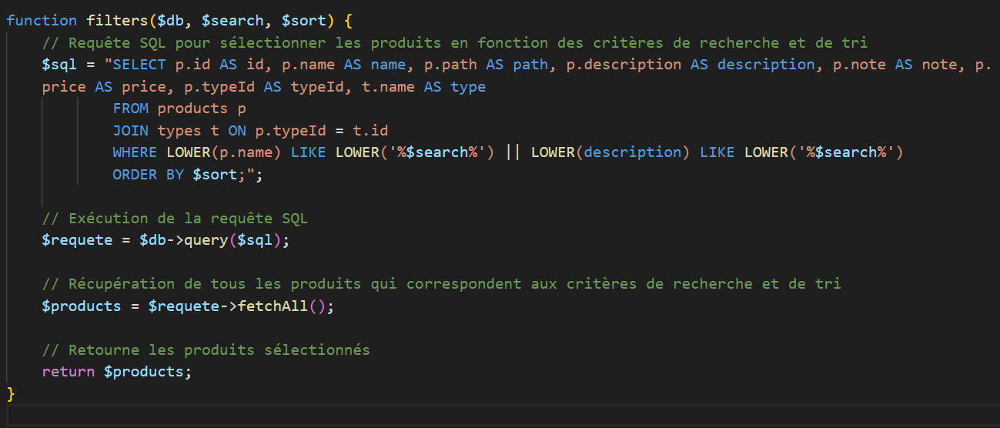 function filters($db, $search, $sort) {
// Requête SQL pour sélectionner les produits en fonction des critères de recherche et de tri
$sql = "SELECT p.id AS id, p.name AS name, p.path AS path, p.description AS description, p.note AS note, p.
price AS price, p.typeId AS typeId, t.name AS type
FROM products p
JOIN types t ON p.typeId = t.id
WHERE LOWER(p.name) LIKE LOWER('%$search%') || LOWER(description) LIKE LOWER('%$search%')
ORDER BY $sort;";
// Exécution de la requête SQL
$requete = $db->query($sql);
// Récupération de tous les produits qui correspondent aux critères de recherche et de tri
$products = $requete->fetchAll();
// Retourne les produits sélectionnés
return $products;
}